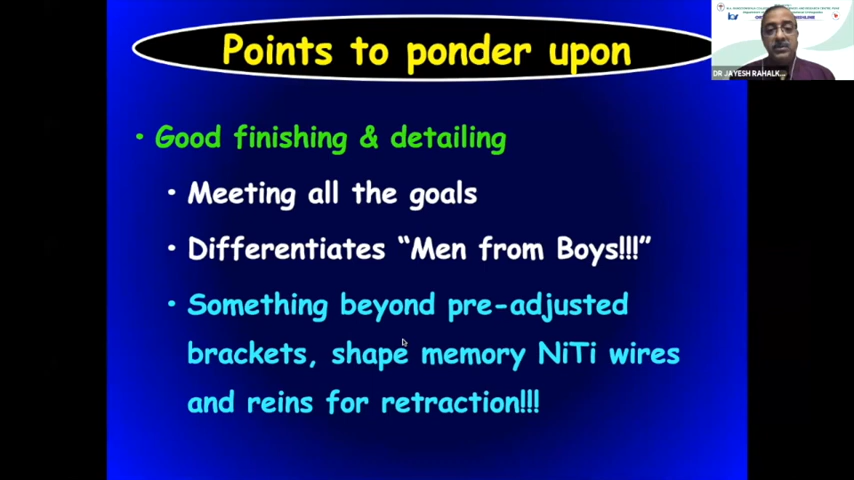 Points to ponder upon
DR JAYESH RAHALK...
• Good finishing & detailing
• Meeting all the goals
• Differentiates “Men from Boys!!!”
• Something beyond pre-adjusted
brackets, shape memory NiTi wires
and reins for retraction!!!